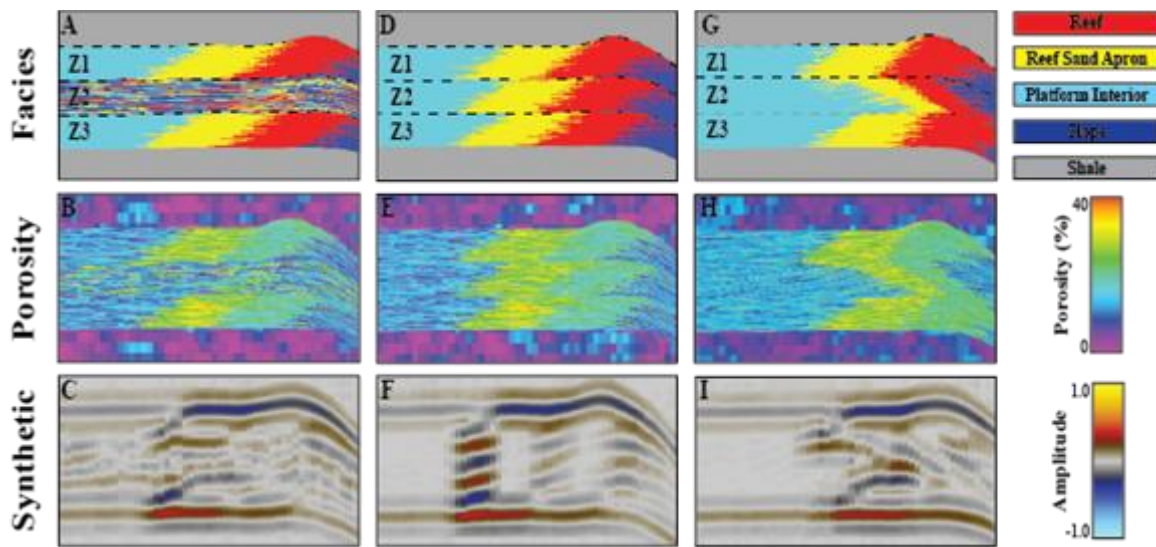 Facies
A
Z1
Z2
Z3
D
Z1
Z2
Z3
G
Z1
Z2
Z3
Reef
Reef Sand Apron
Platform Interior
Slope
Shale
Porosity
B
E
H
40
Porosity (%)
0
Synthetic
C
F
I
1.0
Amplitude
-1.0